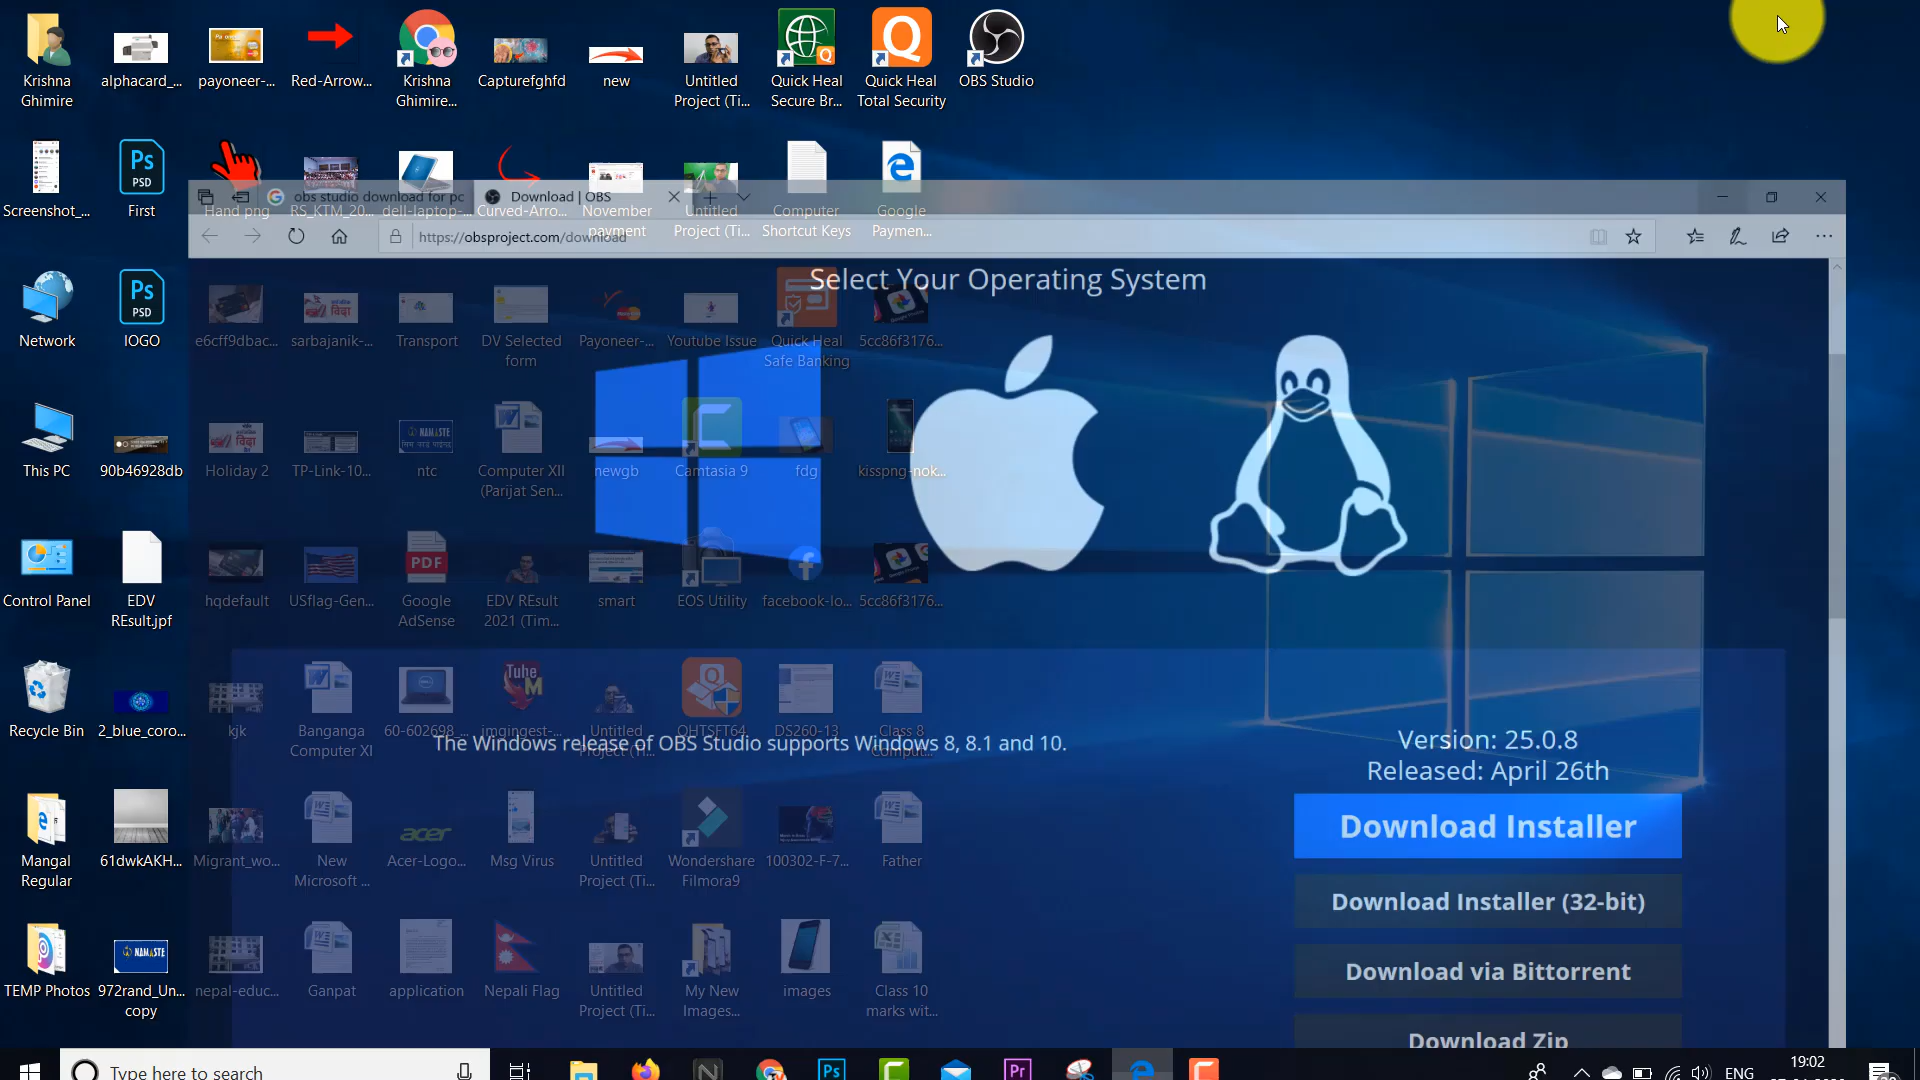 Krishna
Ghimire
alphacard_...
payoneer-...
Red-Arrow...
Krishna
Ghimire...
Capturefghfd
new
Untitled
Project (Ti...
Quick Heal
Secure Br...
Quick Heal
Total Security
OBS Studio
Screenshot_...
First
Hand png
RS_KTM_20...
dell-laptop-...
Curved-Arro...
November
payment
Untitled
Project (Ti...
Computer
Shortcut Keys
Google
Paymen...
obs studio download for pc
Download | OBS
https://obsproject.com/download
Select Your Operating System
Network
IOGO
e6cff9dbac...
sarbajanik-...
Transport
DV Selected
form
Payoneer-...
Youtube Issue
Quick Heal
Safe Banking
5cc86f3176...
This PC
90b46928db
Holiday 2
TP-Link-10...
ntc
Computer XII
(Parijat Sen...
newgb
Camtasia 9
fdg
kisspng-nok...
Control Panel
EDV
REsult.jpf
hqdefault
USflag-Gen...
Google
AdSense
EDV REsult
2021 (Tim...
smart
EOS Utility
facebook-lo...
5cc86f3176...
Recycle Bin
2_blue_coro...
kjk
Banganga
Computer XI
60-602698_...
imgingest-...
Untitled
Project (Ti...
QHTSFT64
DS260-13
Class 8
Comput...
The Windows release of OBS Studio supports Windows 8, 8.1 and 10.
Version: 25.0.8
Released: April 26th
Download Installer
Download Installer (32-bit)
Download via Bittorrent
Download Zip
Mangal
Regular
61dwkAKH...
Migrant_wo...
New
Microsoft ...
Acer-Logo...
Msg Virus
Untitled
Project (Ti...
Wondershare
Filmora9
100302-F-7...
Father
TEMP Photos
972rand_Un...
copy
nepal-educ...
Ganpat
application
Nepali Flag
Untitled
Project (Ti...
My New
Images...
images
Class 10
marks wit...
Type here to search
ENG
19:02